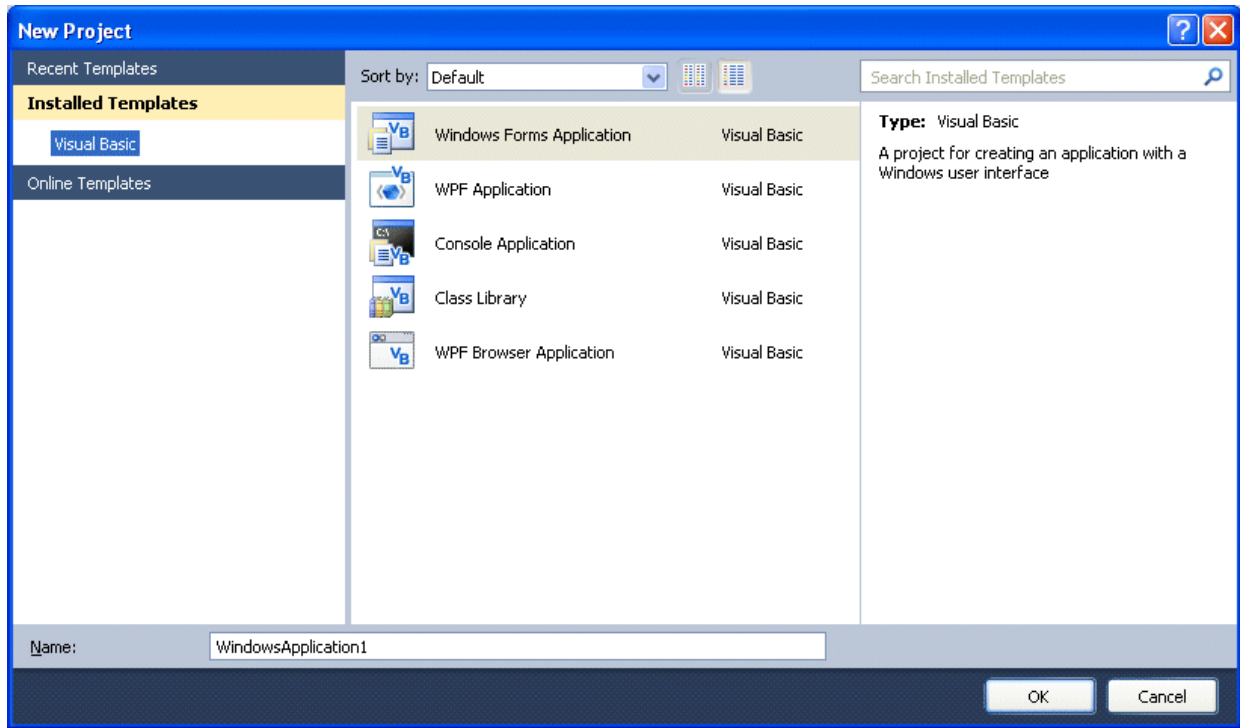 New Project
Recent Templates
Installed Templates
Visual Basic
Online Templates
Sort by: Default
Search Installed Templates
Windows Forms Application Visual Basic
WPF Application Visual Basic
Console Application Visual Basic
Class Library Visual Basic
WPF Browser Application Visual Basic
Type: Visual Basic
A project for creating an application with a
Windows user interface
Name: WindowsApplication1
OK Cancel